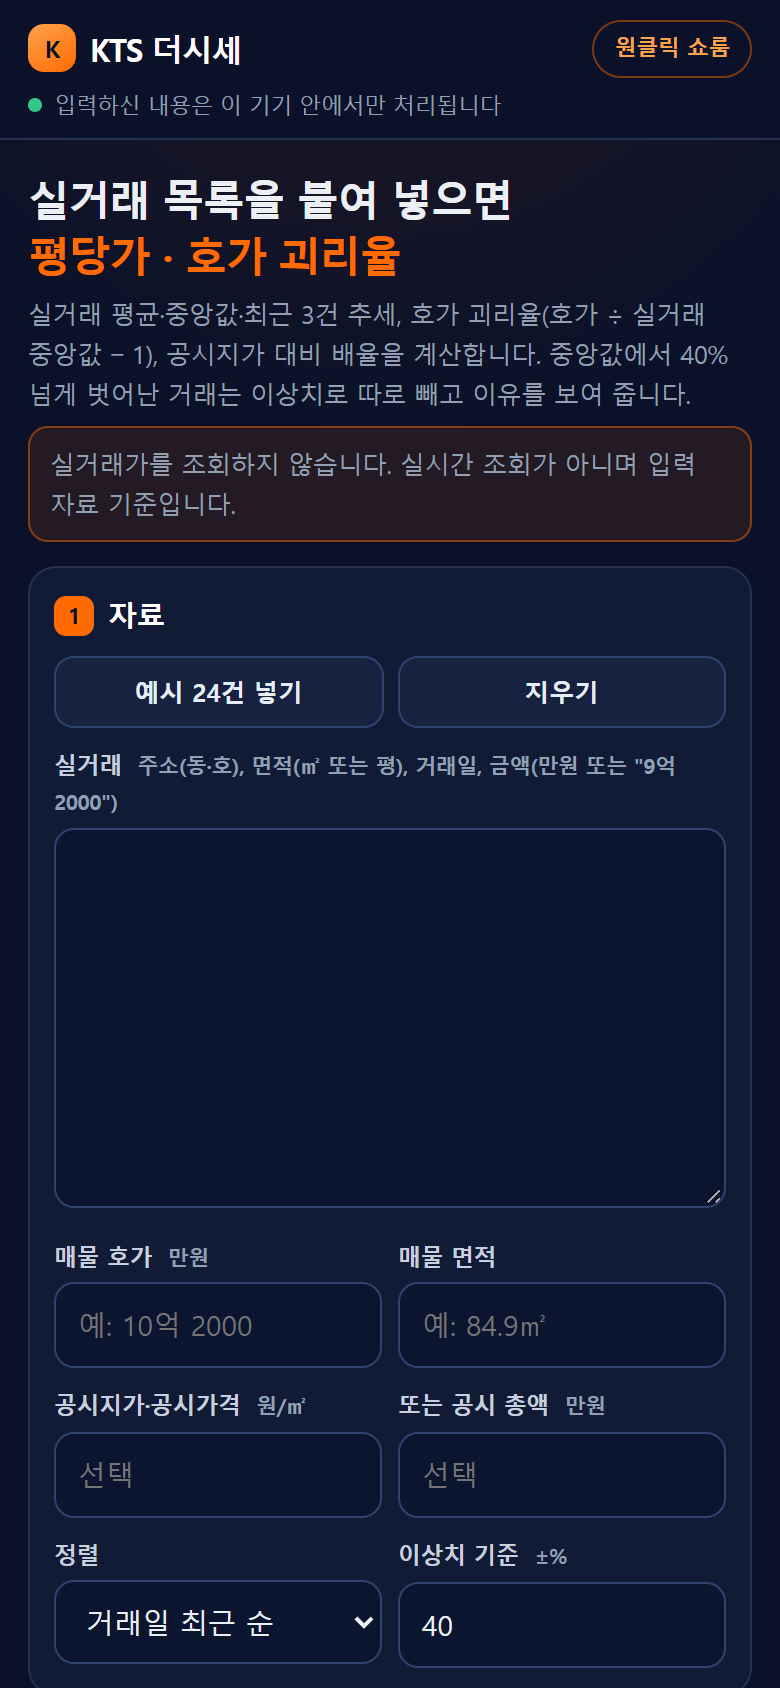 K KTS 더시세 원클릭 쇼룸
입력하신 내용은 이 기기 안에서만 처리됩니다
실거래 목록을 붙여 넣으면
평당가 · 호가 괴리율
실거래 평균·중앙값·최근 3건 추세, 호가 괴리율(호가 ÷ 실거래
중앙값 − 1), 공시지가 대비 배율을 계산합니다. 중앙값에서 40%
넘게 벗어난 거래는 이상치로 따로 빼고 이유를 보여 줍니다.
실거래가를 조회하지 않습니다. 실시간 조회가 아니며 입력
자료 기준입니다.
1 자료
예시 24건 넣기 지우기
실거래 주소(동·호), 면적(㎡ 또는 평), 거래일, 금액(만원 또는 "9억
2000")
매물 호가 만원 매물 면적
예: 10억 2000 예: 84.9㎡
공시지가·공시가격 원/㎡ 또는 공시 총액 만원
선택 선택
정렬 이상치 기준 ±%
거래일 최근 순 40